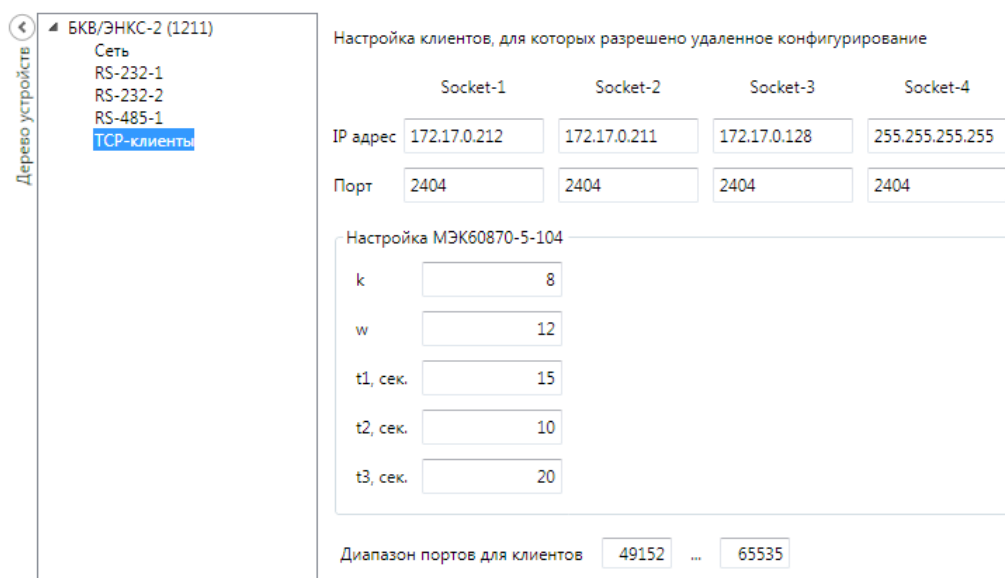 Дерево устройств
БКВ/ЭНКС-2 (1211)
Сеть
RS-232-1
RS-232-2
RS-485-1
TCP-клиенты
Настройка клиентов, для которых разрешено удаленное конфигурирование
Socket-1 Socket-2 Socket-3 Socket-4
IP адрес 172.17.0.212 172.17.0.211 172.17.0.128 255.255.255.255
Порт 2404 2404 2404 2404
Настройка МЭК60870-5-104
k 8
w 12
t1, сек. 15
t2, сек. 10
t3, сек. 20
Диапазон портов для клиентов 49152 ... 65535